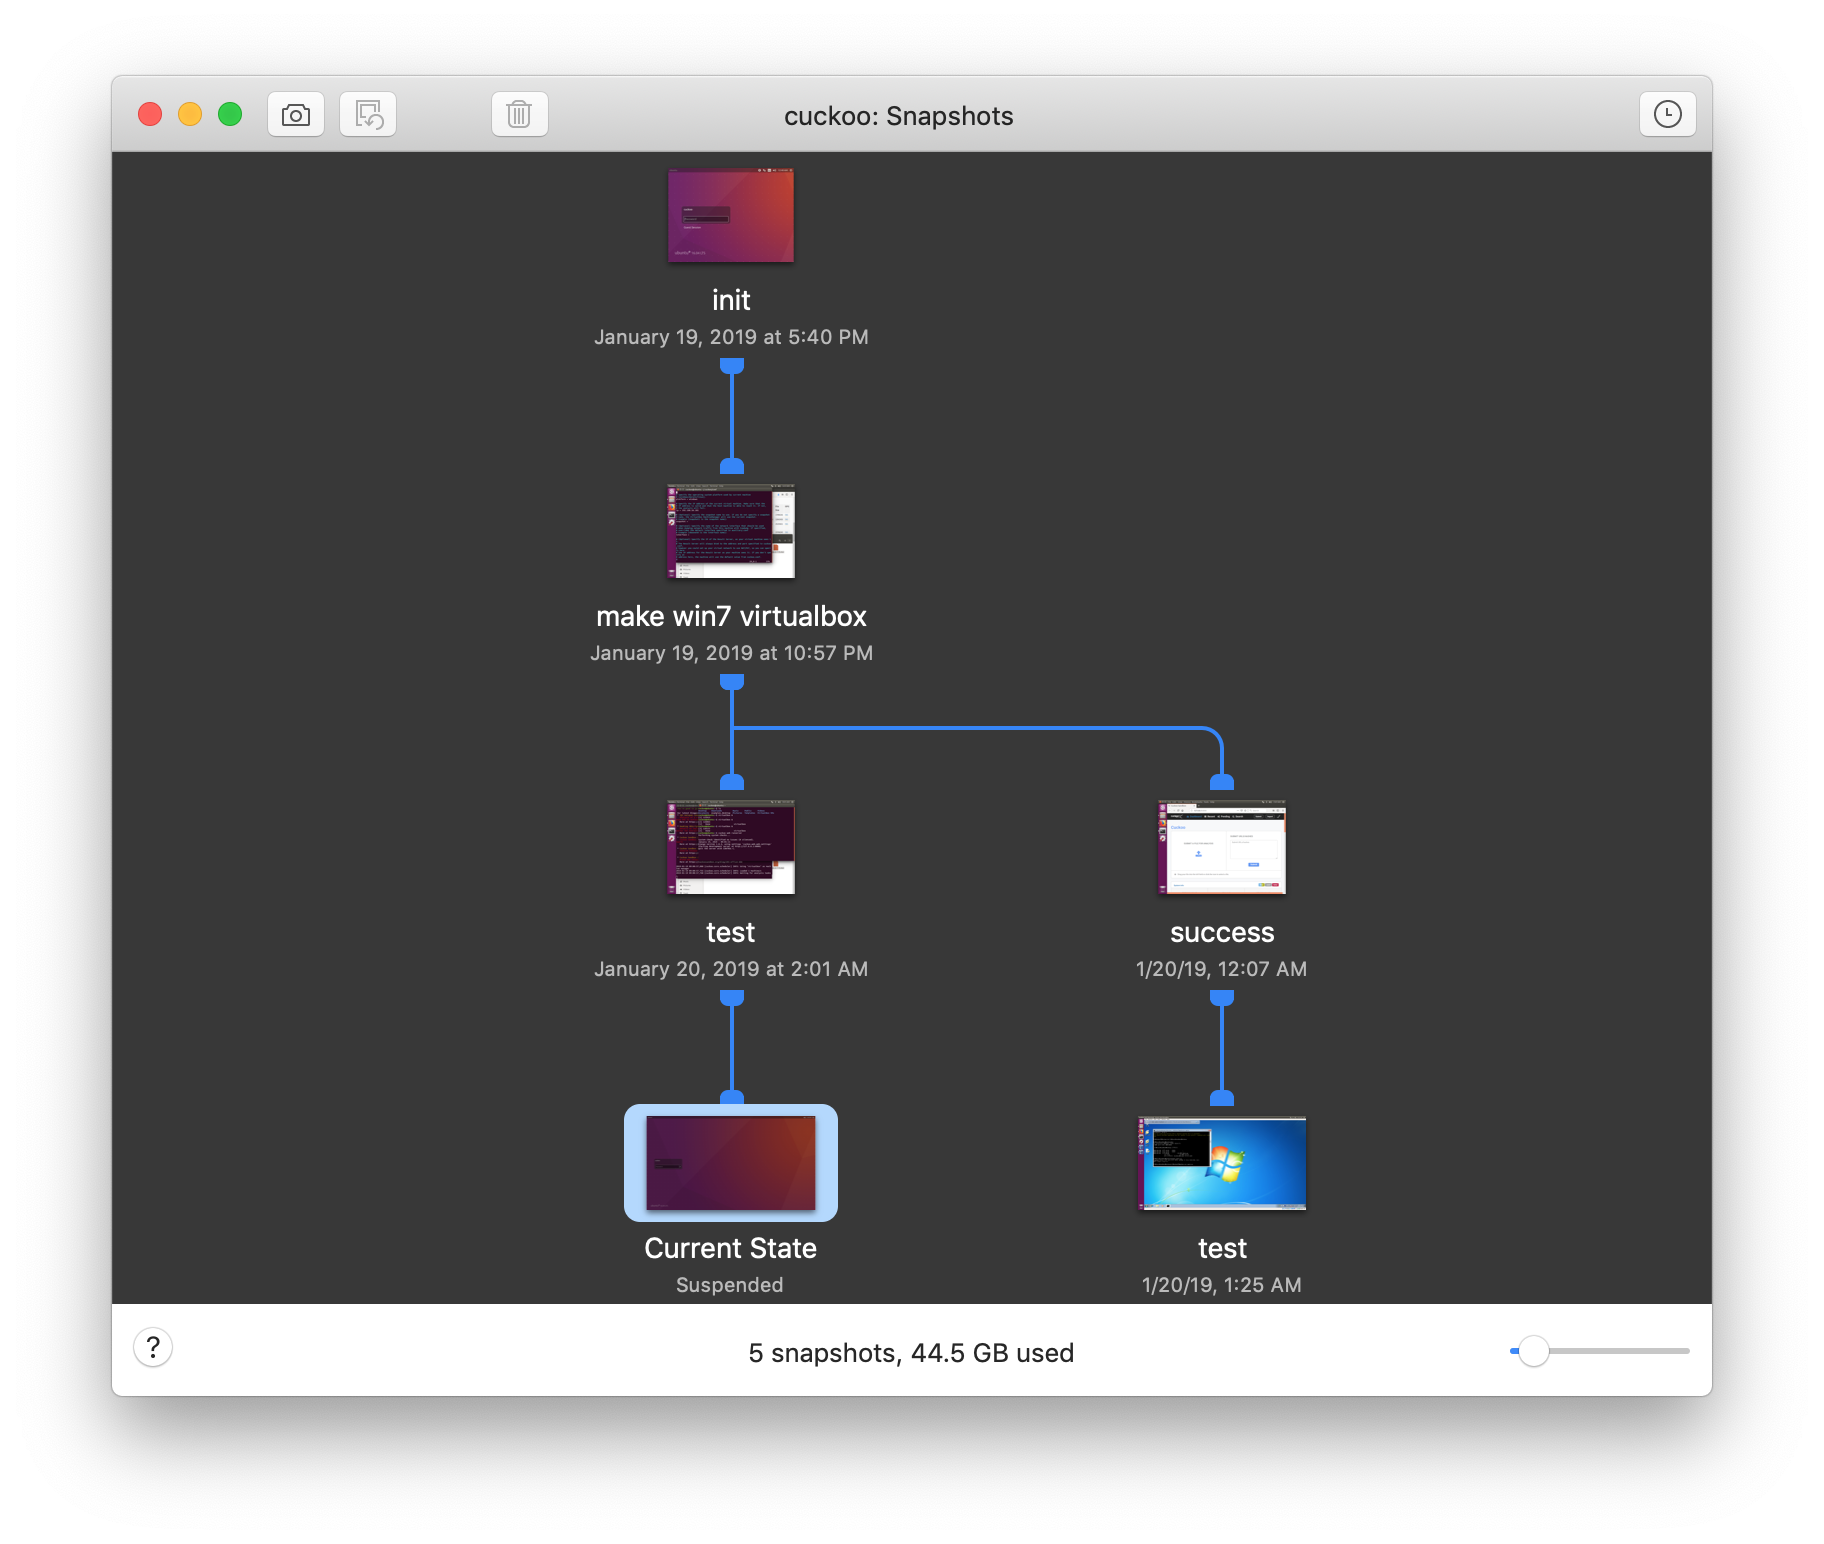 cuckoo: Snapshots
init
January 19, 2019 at 5:40 PM
make win7 virtualbox
January 19, 2019 at 10:57 PM
test
January 20, 2019 at 2:01 AM
success
1/20/19, 12:07 AM
Current State
Suspended
test
1/20/19, 1:25 AM
?
5 snapshots, 44.5 GB used